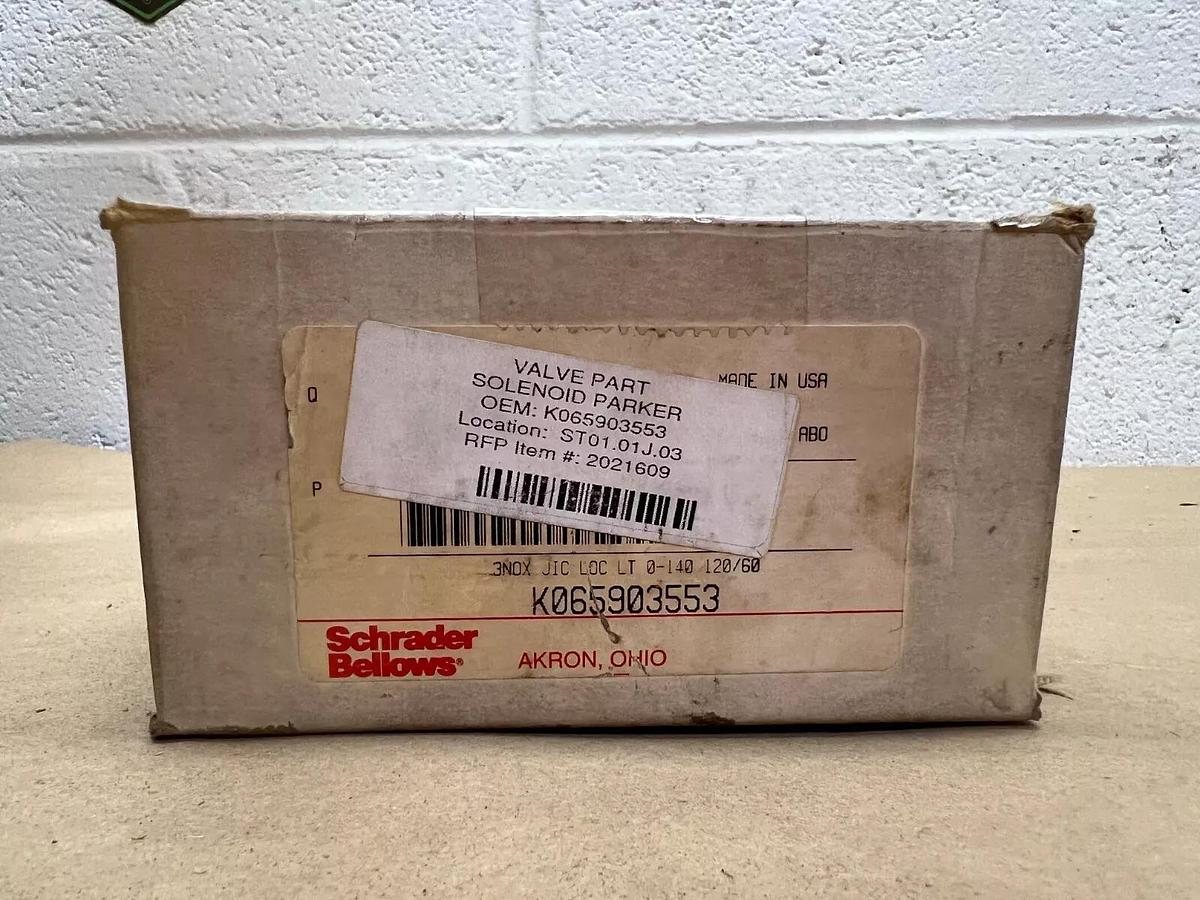 VALVE PART
SOLENOID PARKER
OEM: K065903553
Location: ST01.01J.03
RFP Item #: 2021609
MADE IN USA
Q
ABO
P
3NOX JIC LOC LT 0-140 120/60
K065903553
Schrader
Bellows®
AKRON, OHIO